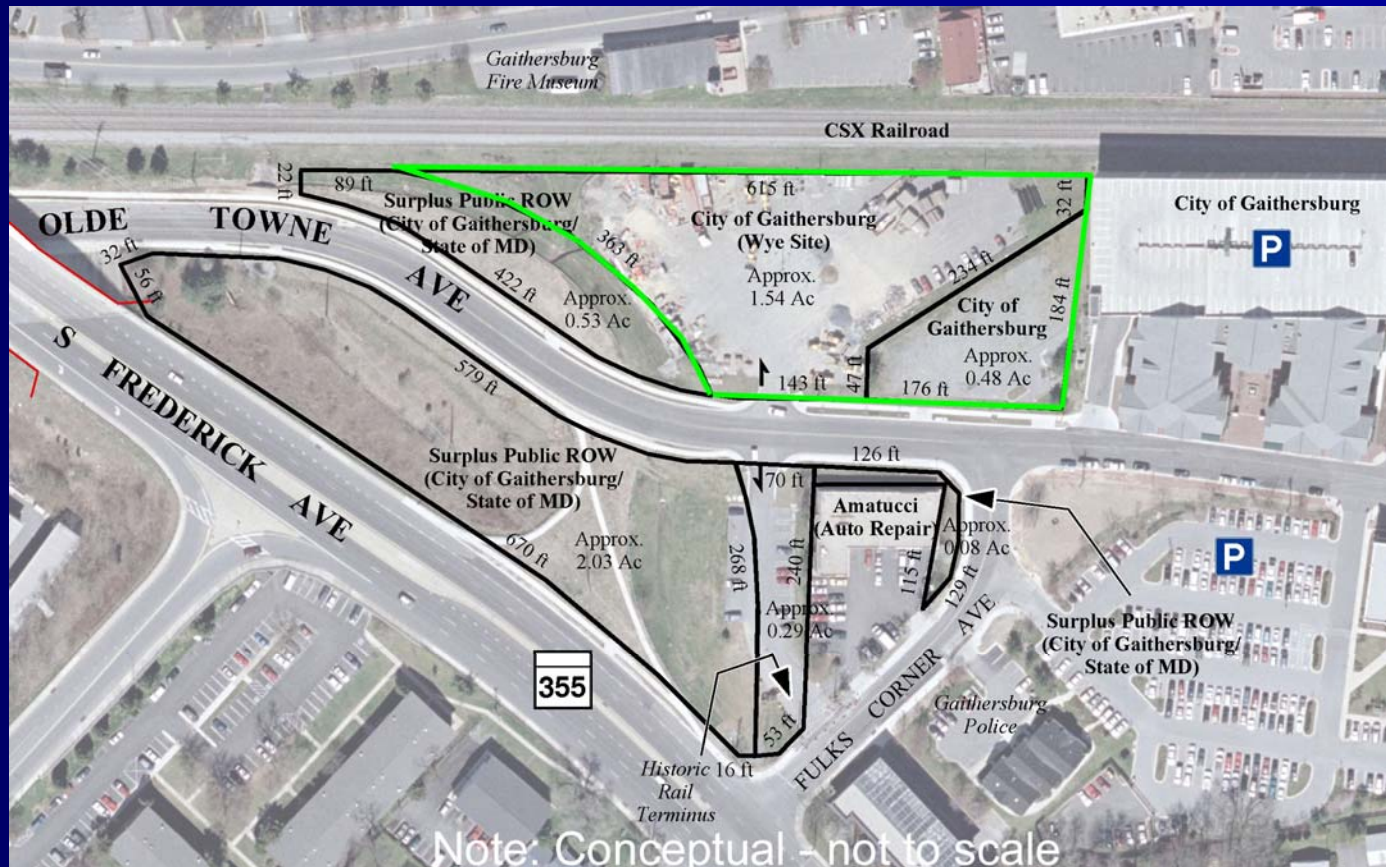 Gaithersburg
Fire Museum
CSX Railroad
22 ft
89 ft
Surplus Public ROW
(City of Gaithersburg/
State of MD)
615 ft
City of Gaithersburg
(Wye Site)
Approx.
1.54 Ac
32 ft
City of Gaithersburg
P
OLDE TOWNE AVE
32 ft
56 ft
363 ft
422 ft
Approx.
0.53 Ac
234 ft
City of
Gaithersburg
Approx.
0.48 Ac
184 ft
143 ft
47 ft
176 ft
S FREDERICK AVE
579 ft
Surplus Public ROW
(City of Gaithersburg/
State of MD)
Approx.
2.03 Ac
670 ft
126 ft
70 ft
Amatucci
(Auto Repair)
Approx.
0.08 Ac
268 ft
240 ft
115 ft
129 ft
Approx.
0.29 Ac
P
Surplus Public ROW
(City of Gaithersburg/
State of MD)
355
53 ft
FULKS CORNER AVE
Gaithersburg
Police
Historic
Rail
Terminus
16 ft
Note: Conceptual - not to scale